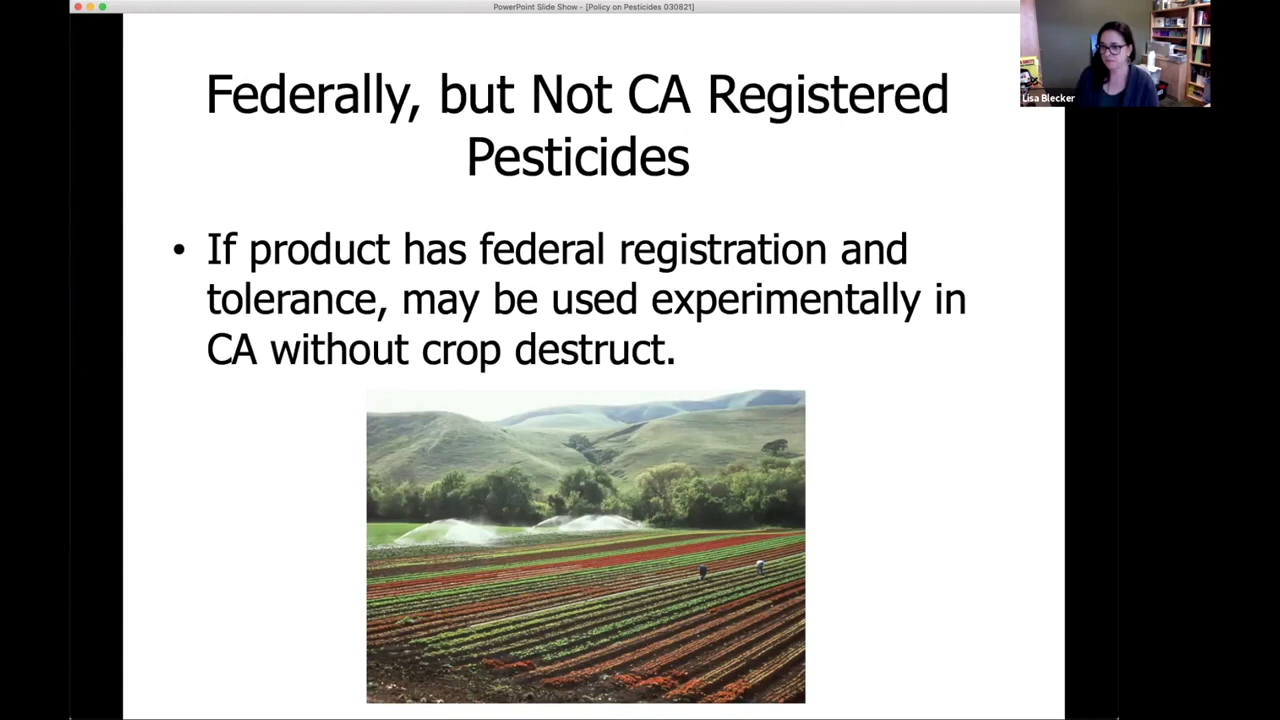 PowerPoint Slide Show - [Policy on Pesticides 030821]
Federally, but Not CA Registered
Pesticides
• If product has federal registration and
tolerance, may be used experimentally in
CA without crop destruct.
Lisa Blecker